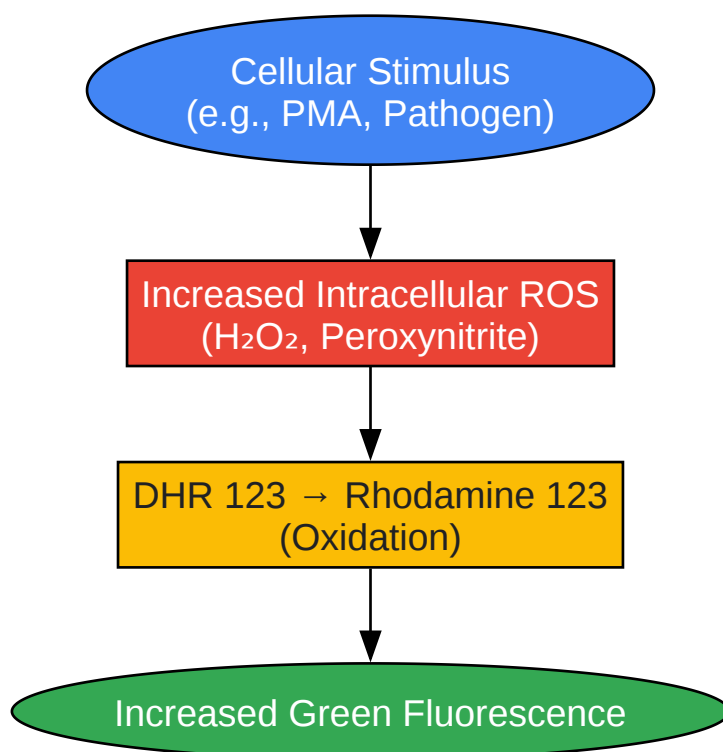 Cellular Stimulus
(e.g., PMA, Pathogen)
Increased Intracellular ROS
(H₂O₂, Peroxynitrite)
DHR 123 → Rhodamine 123
(Oxidation)
Increased Green Fluorescence